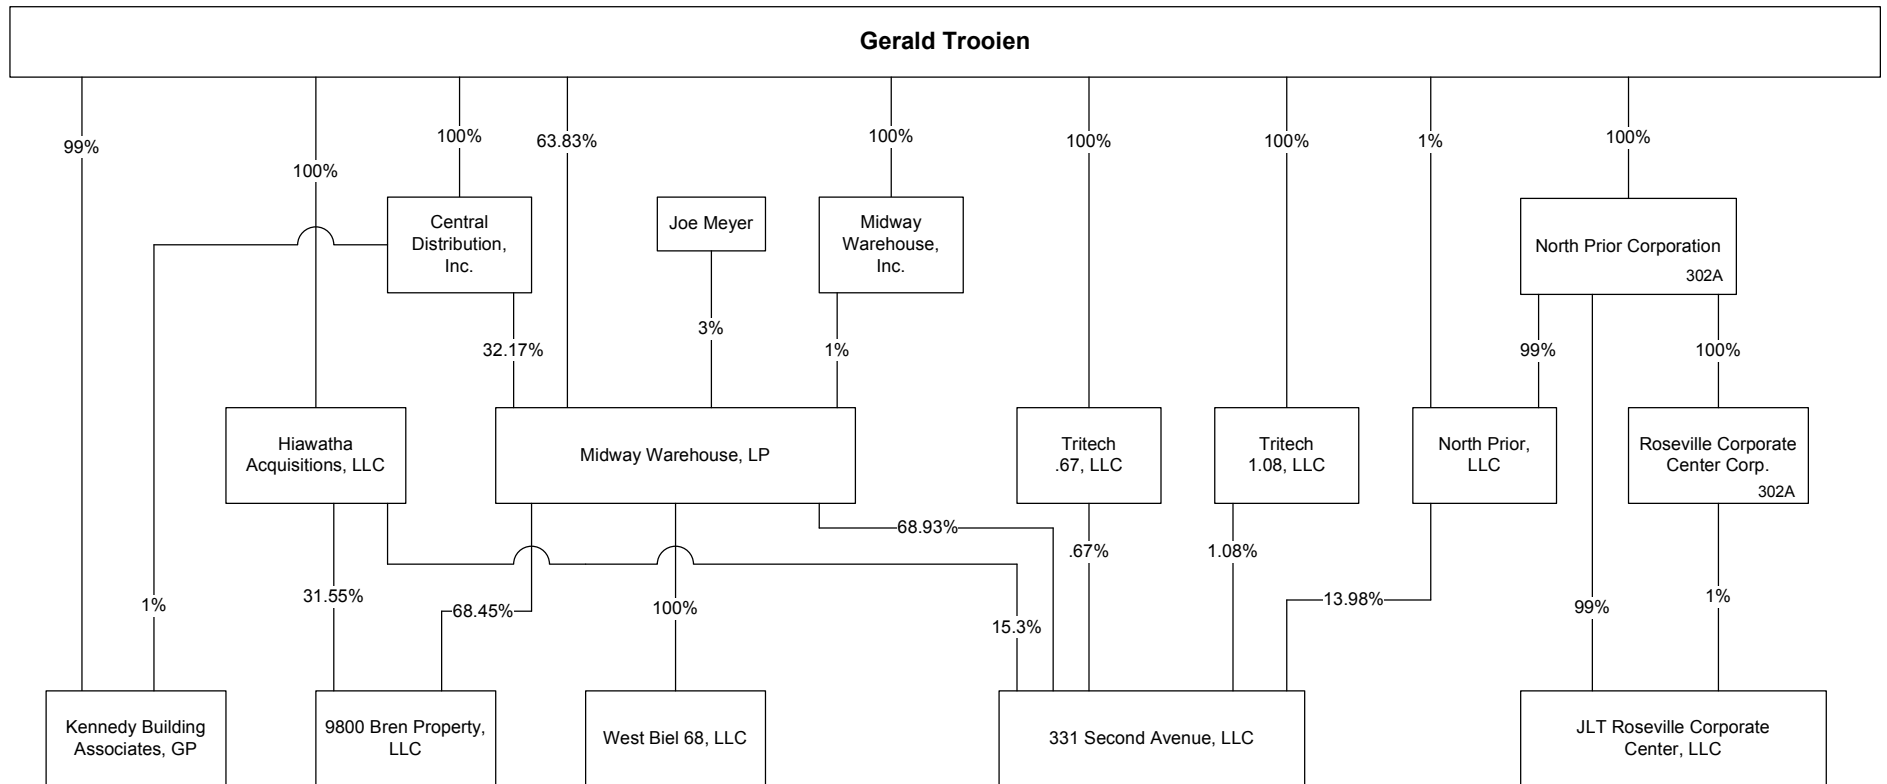 Gerald Trooien
99%
100%
100%
63.83%
100%
100%
100%
1%
100%
Central
Distribution,
Inc.
Joe Meyer
Midway
Warehouse,
Inc.
North Prior Corporation
302A
32.17%
3%
1%
99%
100%
Hiawatha
Acquisitions, LLC
Midway Warehouse, LP
Tritech
.67, LLC
Tritech
1.08, LLC
North Prior,
LLC
Roseville Corporate
Center Corp.
302A
68.93%
.67%
1.08%
1%
31.55%
68.45%
100%
15.3%
13.98%
99%
1%
Kennedy Building
Associates, GP
9800 Bren Property,
LLC
West Biel 68, LLC
331 Second Avenue, LLC
JLT Roseville Corporate
Center, LLC